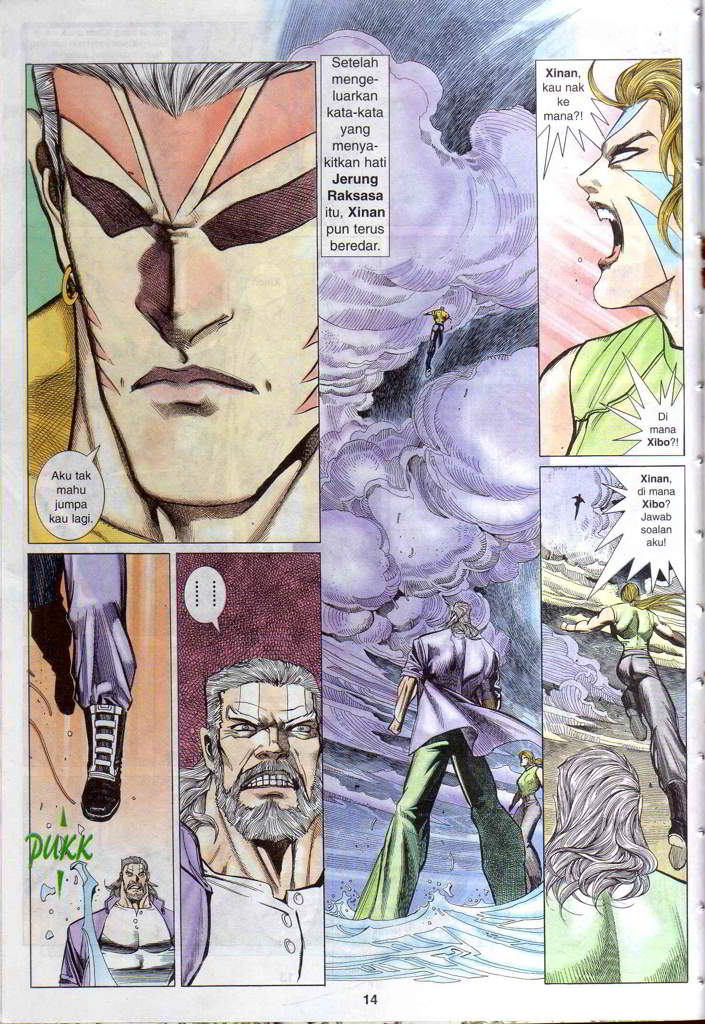 Aku tak
mahu
jumpa
kau lagi.
Setelah
menge-
luarkan
kata-kata
yang
menya-
kitkan hati
Jerung
Raksasa
itu, Xinan
pun terus
beredar.
Xinan,
kau nak
ke
mana?!
Di
mana
Xibo?!
Xinan,
di mana
Xibo?
Jawab
soalan
aku!
DUKK
14